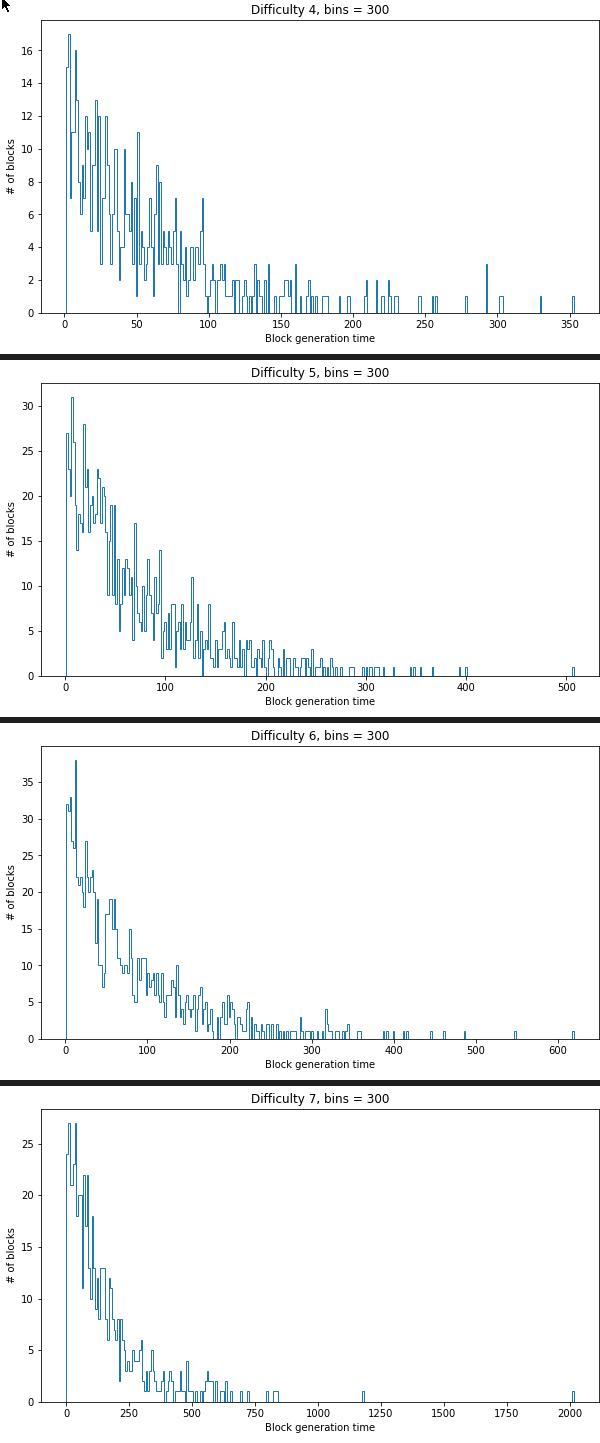 Difficulty 4, bins = 300
# of blocks
16
14
12
10
8
6
4
2
0
0 50 100 150 200 250 300 350
Block generation time
Difficulty 5, bins = 300
# of blocks
30
25
20
15
10
5
0
0 100 200 300 400 500
Block generation time
Difficulty 6, bins = 300
# of blocks
35
30
25
20
15
10
5
0
0 100 200 300 400 500 600
Block generation time
Difficulty 7, bins = 300
# of blocks
25
20
15
10
5
0
0 250 500 750 1000 1250 1500 1750 2000
Block generation time